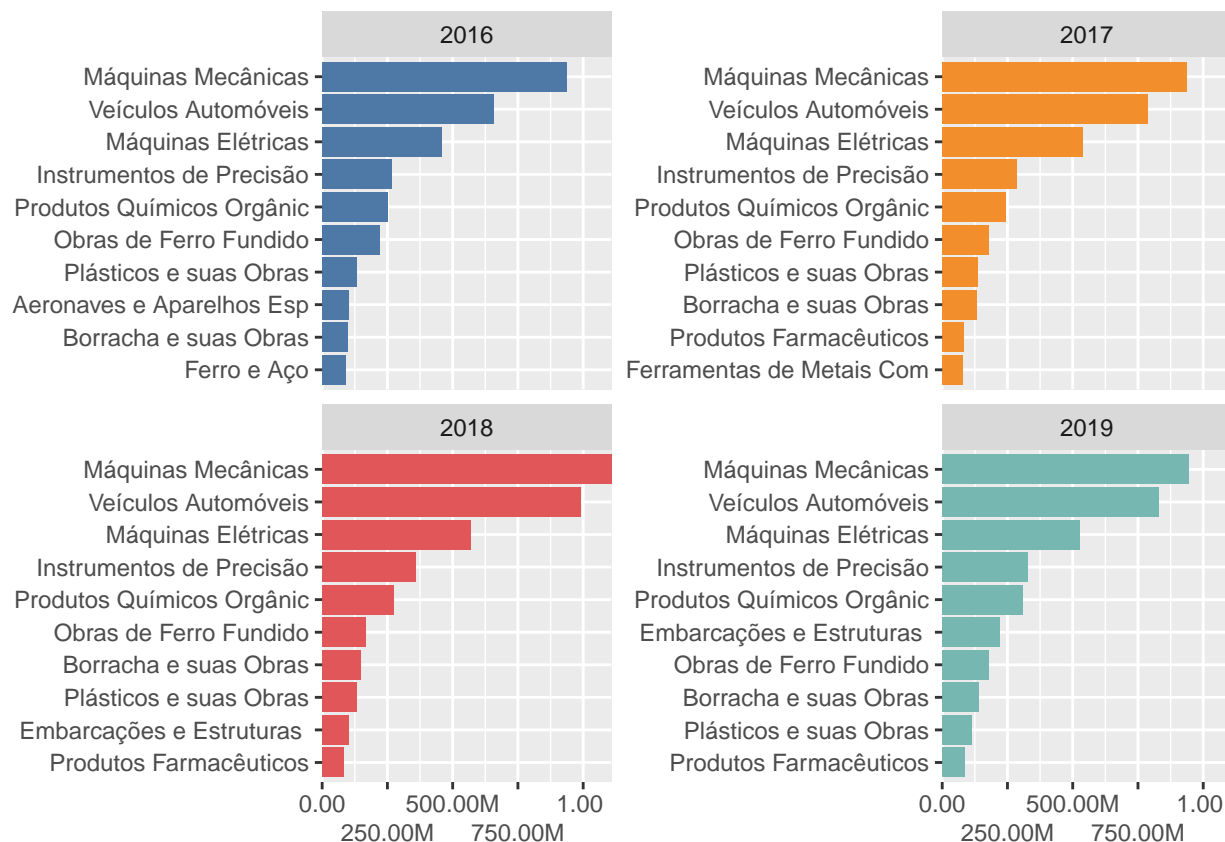 2016
Máquinas Mecânicas
Veículos Automóveis
Máquinas Elétricas
Instrumentos de Precisão
Produtos Químicos Orgânic
Obras de Ferro Fundido
Plásticos e suas Obras
Aeronaves e Aparelhos Esp
Borracha e suas Obras
Ferro e Aço
2017
Máquinas Mecânicas
Veículos Automóveis
Máquinas Elétricas
Instrumentos de Precisão
Produtos Químicos Orgânic
Obras de Ferro Fundido
Plásticos e suas Obras
Borracha e suas Obras
Produtos Farmacêuticos
Ferramentas de Metais Com
2018
Máquinas Mecânicas
Veículos Automóveis
Máquinas Elétricas
Instrumentos de Precisão
Produtos Químicos Orgânic
Obras de Ferro Fundido
Borracha e suas Obras
Plásticos e suas Obras
Embarcações e Estruturas
Produtos Farmacêuticos
0.00 500.00M 1.00
250.00M 750.00M
2019
Máquinas Mecânicas
Veículos Automóveis
Máquinas Elétricas
Instrumentos de Precisão
Produtos Químicos Orgânic
Embarcações e Estruturas
Obras de Ferro Fundido
Borracha e suas Obras
Plásticos e suas Obras
Produtos Farmacêuticos
0.00 500.00M 1.00
250.00M 750.00M